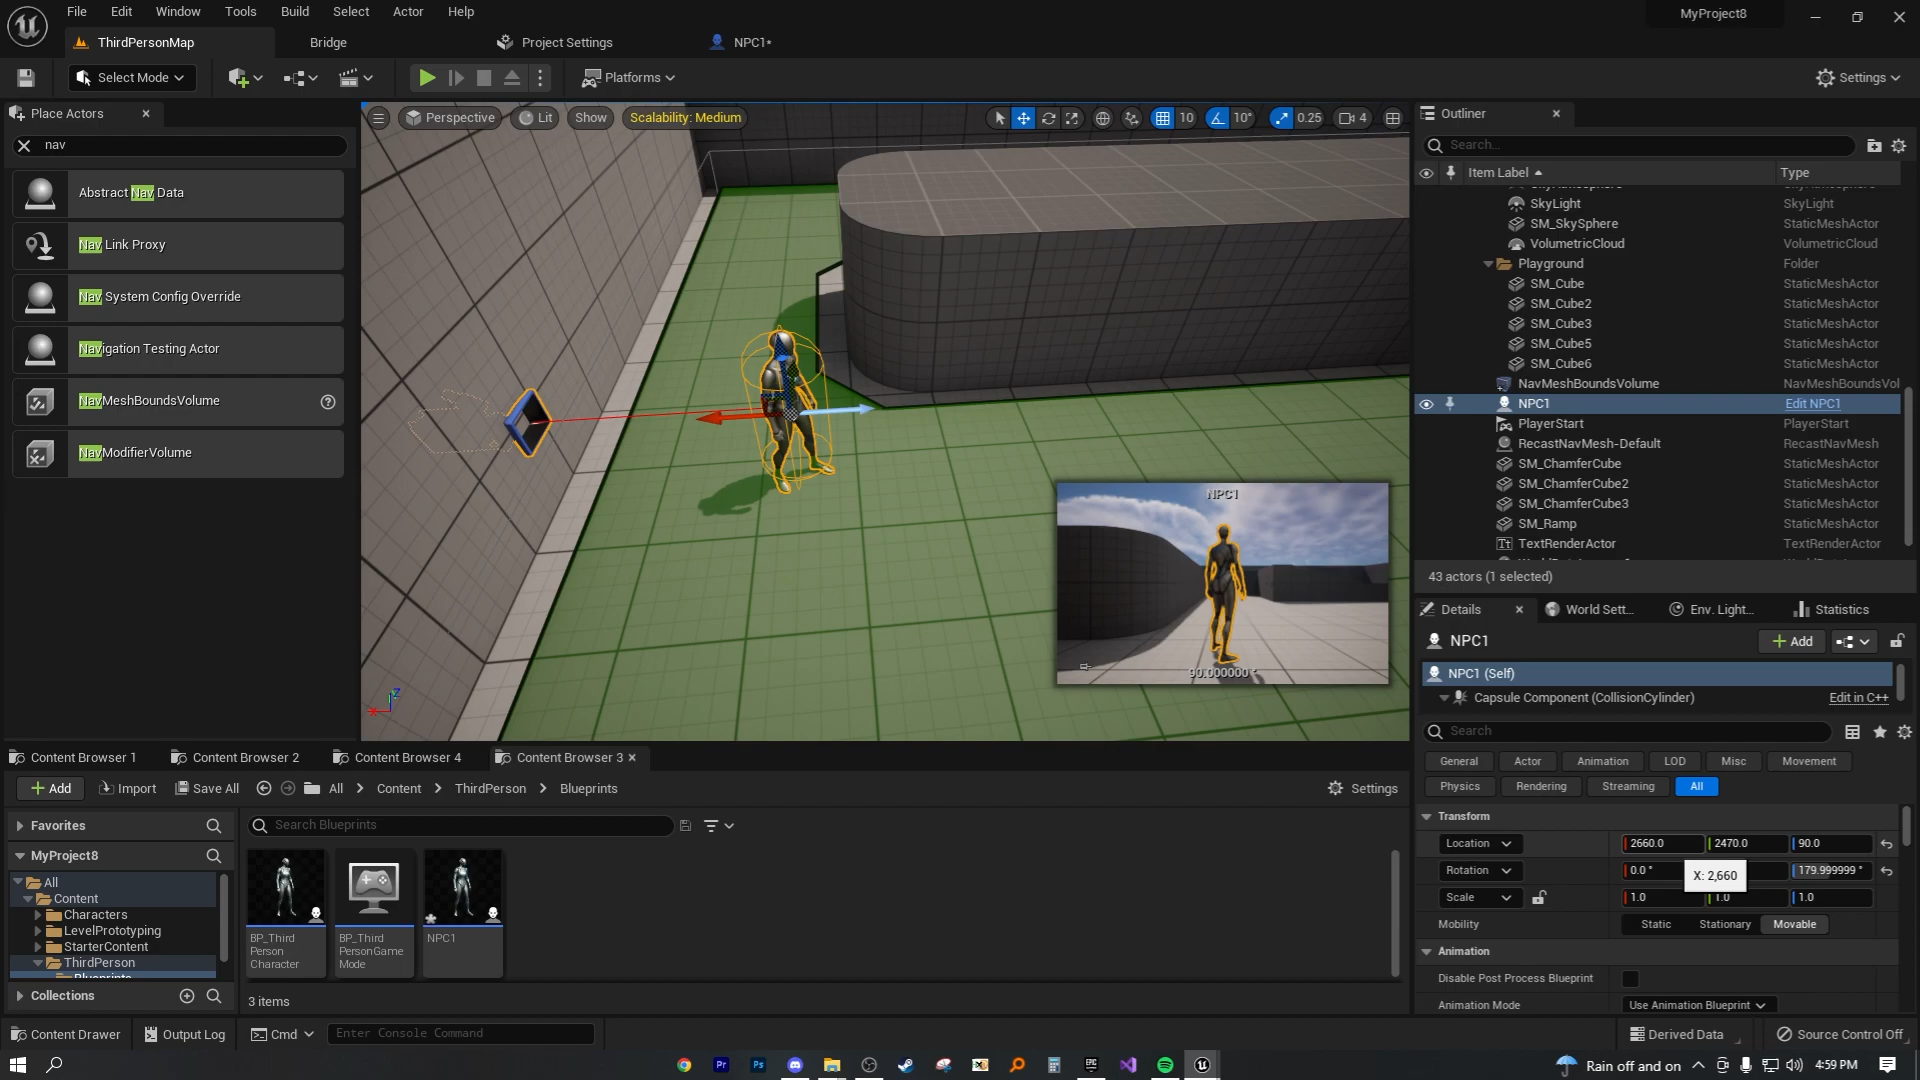 File Edit Window Tools Build Select Actor Help
MyProject8
ThirdPersonMap
Bridge
Project Settings
NPC1*
Select Mode
Platforms
Settings
Place Actors
nav
Abstract Nav Data
Nav Link Proxy
Nav System Config Override
Navigation Testing Actor
NavMeshBoundsVolume
NavModifierVolume
Perspective
Lit
Show
Scalability: Medium
10
10°
0.25
4
NPC1
90.000000 °
Z
X
Outliner
Search...
Item Label
Type
SkyLight SkyLight
SM_SkySphere StaticMeshActor
VolumetricCloud VolumetricCloud
Playground Folder
SM_Cube StaticMeshActor
SM_Cube2 StaticMeshActor
SM_Cube3 StaticMeshActor
SM_Cube5 StaticMeshActor
SM_Cube6 StaticMeshActor
NavMeshBoundsVolume NavMeshBoundsVol
NPC1 Edit NPC1
PlayerStart PlayerStart
RecastNavMesh-Default RecastNavMesh
SM_ChamferCube StaticMeshActor
SM_ChamferCube2 StaticMeshActor
SM_ChamferCube3 StaticMeshActor
SM_Ramp StaticMeshActor
TextRenderActor TextRenderActor
43 actors (1 selected)
Details
World Sett...
Env. Light...
Statistics
NPC1
Add
NPC1 (Self)
Capsule Component (CollisionCylinder)
Edit in C++
Search
General Actor Animation LOD Misc Movement
Physics Rendering Streaming All
Transform
Location 2660.0 2470.0 90.0
Rotation 0.0 ° 179.999999 °
X: 2,660
Scale 1.0 1.0 1.0
Mobility Static Stationary Movable
Animation
Disable Post Process Blueprint
Animation Mode Use Animation Blueprint
Content Browser 1
Content Browser 2
Content Browser 4
Content Browser 3
Add
Import
Save All
All
Content
ThirdPerson
Blueprints
Settings
Favorites
MyProject8
All
Content
Characters
LevelPrototyping
StarterContent
ThirdPerson
Blueprints
Collections
Search Blueprints
BP_Third
Person
Character
BP_Third
PersonGame
Mode
NPC1
3 items
Content Drawer
Output Log
Cmd
Enter Console Command
Derived Data
Source Control Off
Pr
Ps
Rain off and on
4:59 PM